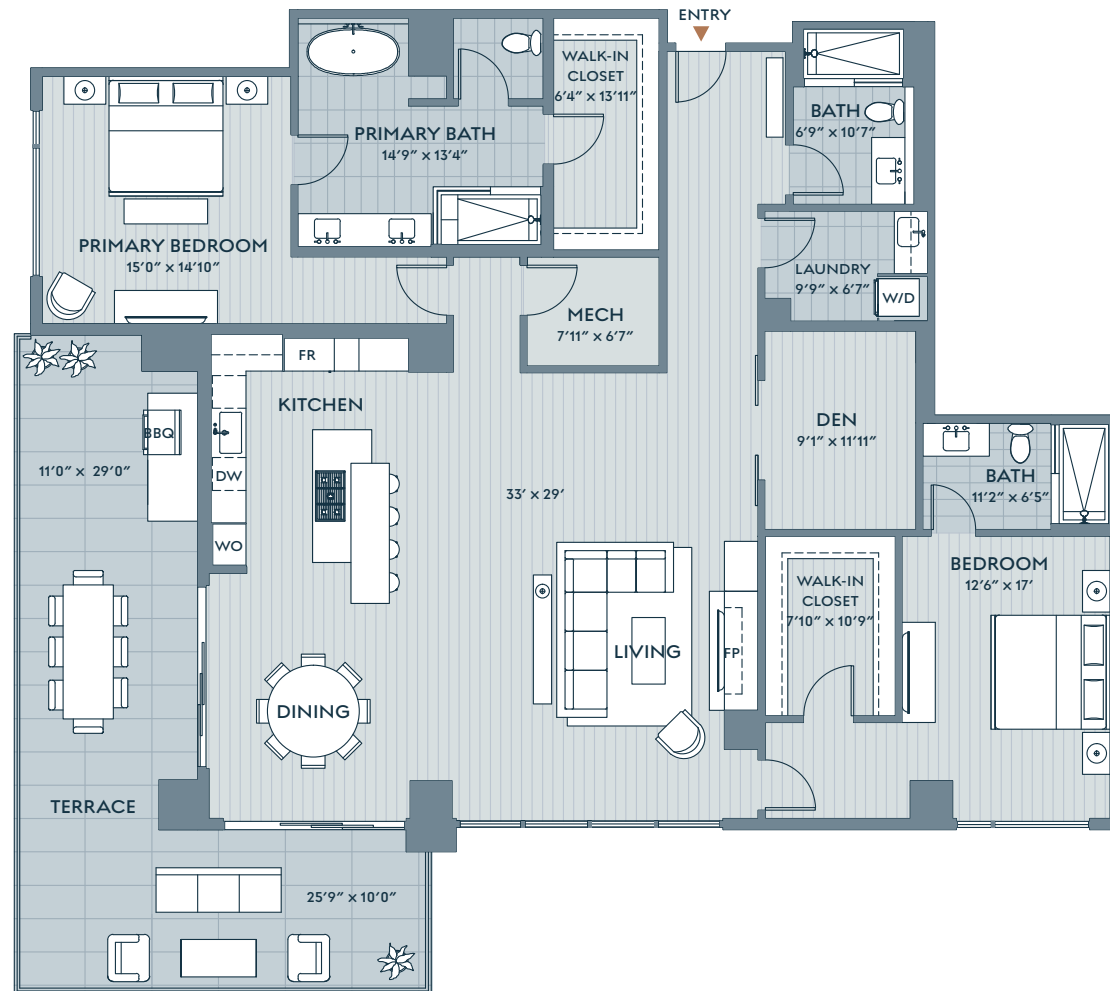 ENTRY
WALK-IN
CLOSET
6'4" x 13'11"
PRIMARY BATH
14'9" x 13'4"
BATH
6'9" x 10'7"
PRIMARY BEDROOM
15'0" x 14'10"
LAUNDRY
9'9" x 6'7"
W/D
MECH
7'11" x 6'7"
FR
KITCHEN
BBQ
11'0" x 29'0"
DW
WO
33' x 29'
DEN
9'1" x 11'11"
BATH
11'2" x 6'5"
BEDROOM
12'6" x 17'
WALK-IN
CLOSET
7'10" x 10'9"
LIVING
FP
DINING
TERRACE
25'9" x 10'0"